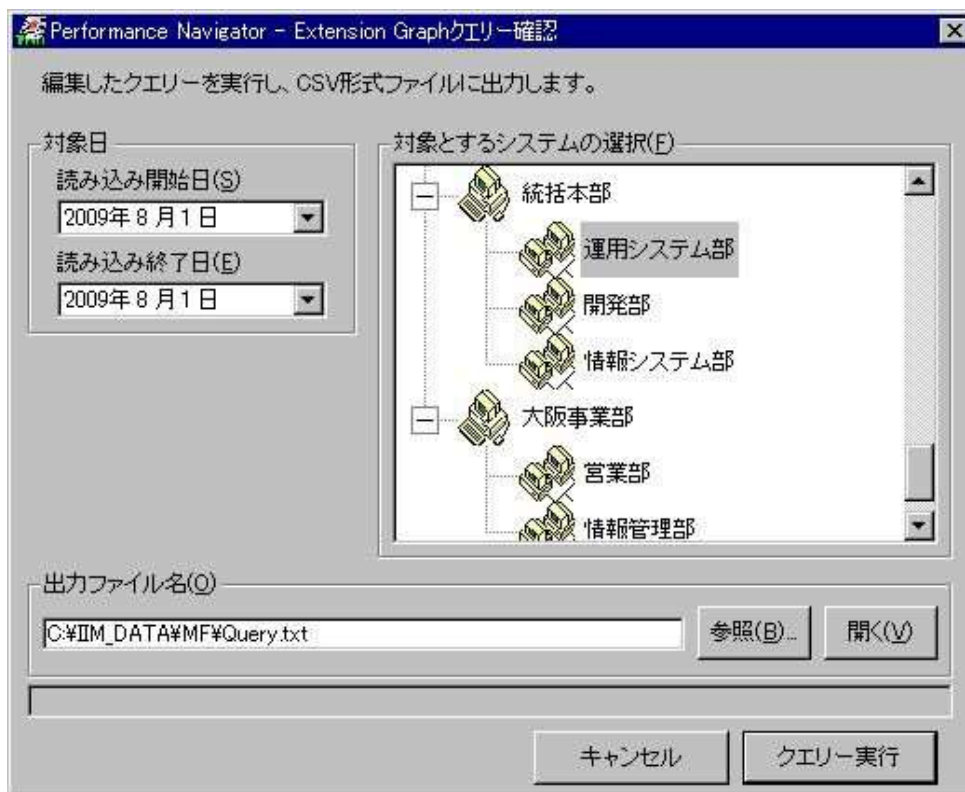 Performance Navigator - Extension Graphクエリー確認
編集したクエリーを実行し、CSV形式ファイルに出力します。
対象日
読み込み開始日(S)
2009年 8 月 1 日
読み込み終了日(E)
2009年 8 月 1 日
対象とするシステムの選択(F)
統括本部
運用システム部
開発部
情報システム部
大阪事業部
営業部
情報管理部
出力ファイル名(O)
C:¥IIM_DATA¥MF¥Query.txt
参照(B)...
開く(V)
キャンセル
クエリー実行